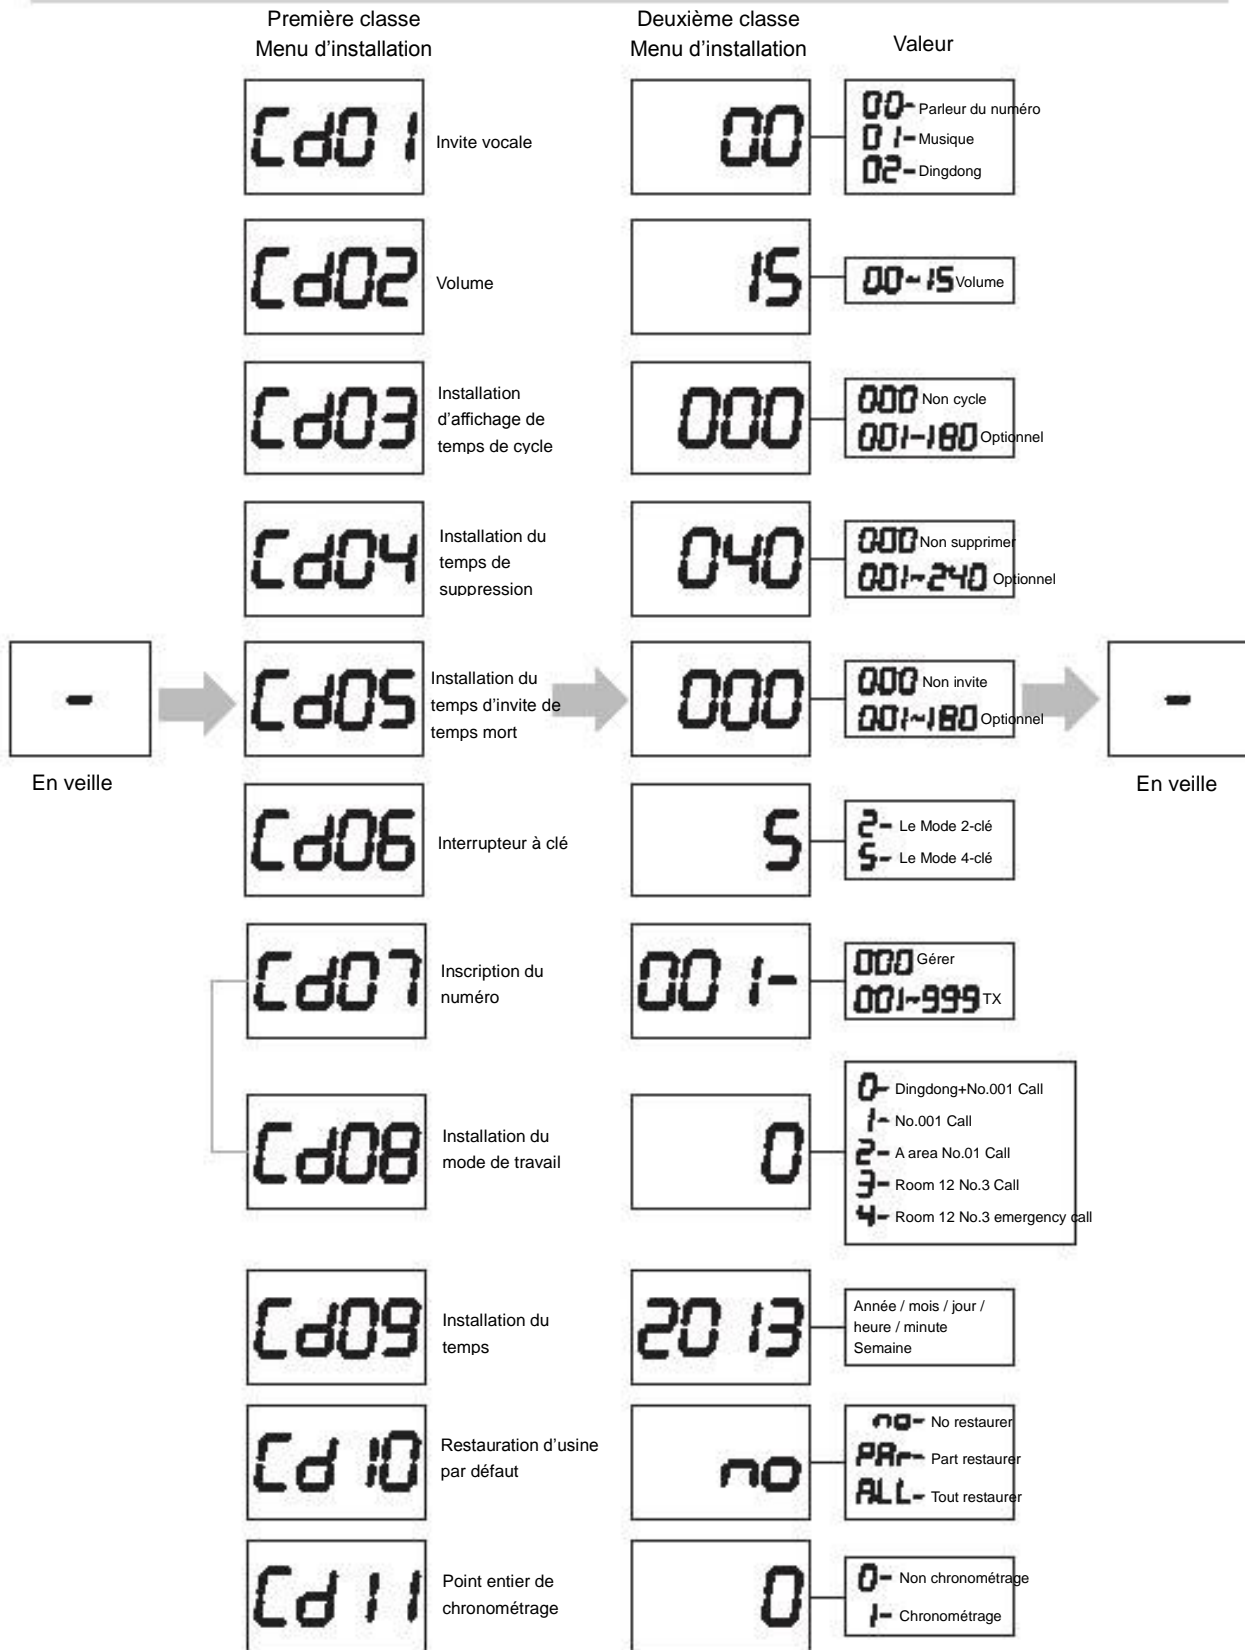 Première classe
Menu d'installation
Deuxième classe
Menu d'installation
Valeur
Cd01
Invite vocale
00
00- Parleur du numéro
01- Musique
02- Dingdong
Cd02
Volume
15
00~15 Volume
Cd03
Installation
d'affichage de
temps de cycle
000
000 Non cycle
001-180 Optionnel
Cd04
Installation du
temps de
suppression
040
000 Non supprimer
001~240 Optionnel
-
En veille
Cd05
Installation du
temps d'invite de
temps mort
000
000 Non invite
001~180 Optionnel
-
En veille
Cd06
Interrupteur à clé
5
2- Le Mode 2-clé
5- Le Mode 4-clé
Cd07
Inscription du
numéro
001-
000 Gérer
001~999 TX
Cd08
Installation du
mode de travail
0
0- Dingdong+No.001 Call
1- No.001 Call
2- A area No.01 Call
3- Room 12 No.3 Call
4- Room 12 No.3 emergency call
Cd09
Installation du
temps
2013
Année / mois / jour /
heure / minute
Semaine
Cd10
Restauration d'usine
par défaut
no
no- No restaurer
PAr- Part restaurer
ALL- Tout restaurer
Cd11
Point entier de
chronométrage
0
0- Non chronométrage
1- Chronométrage